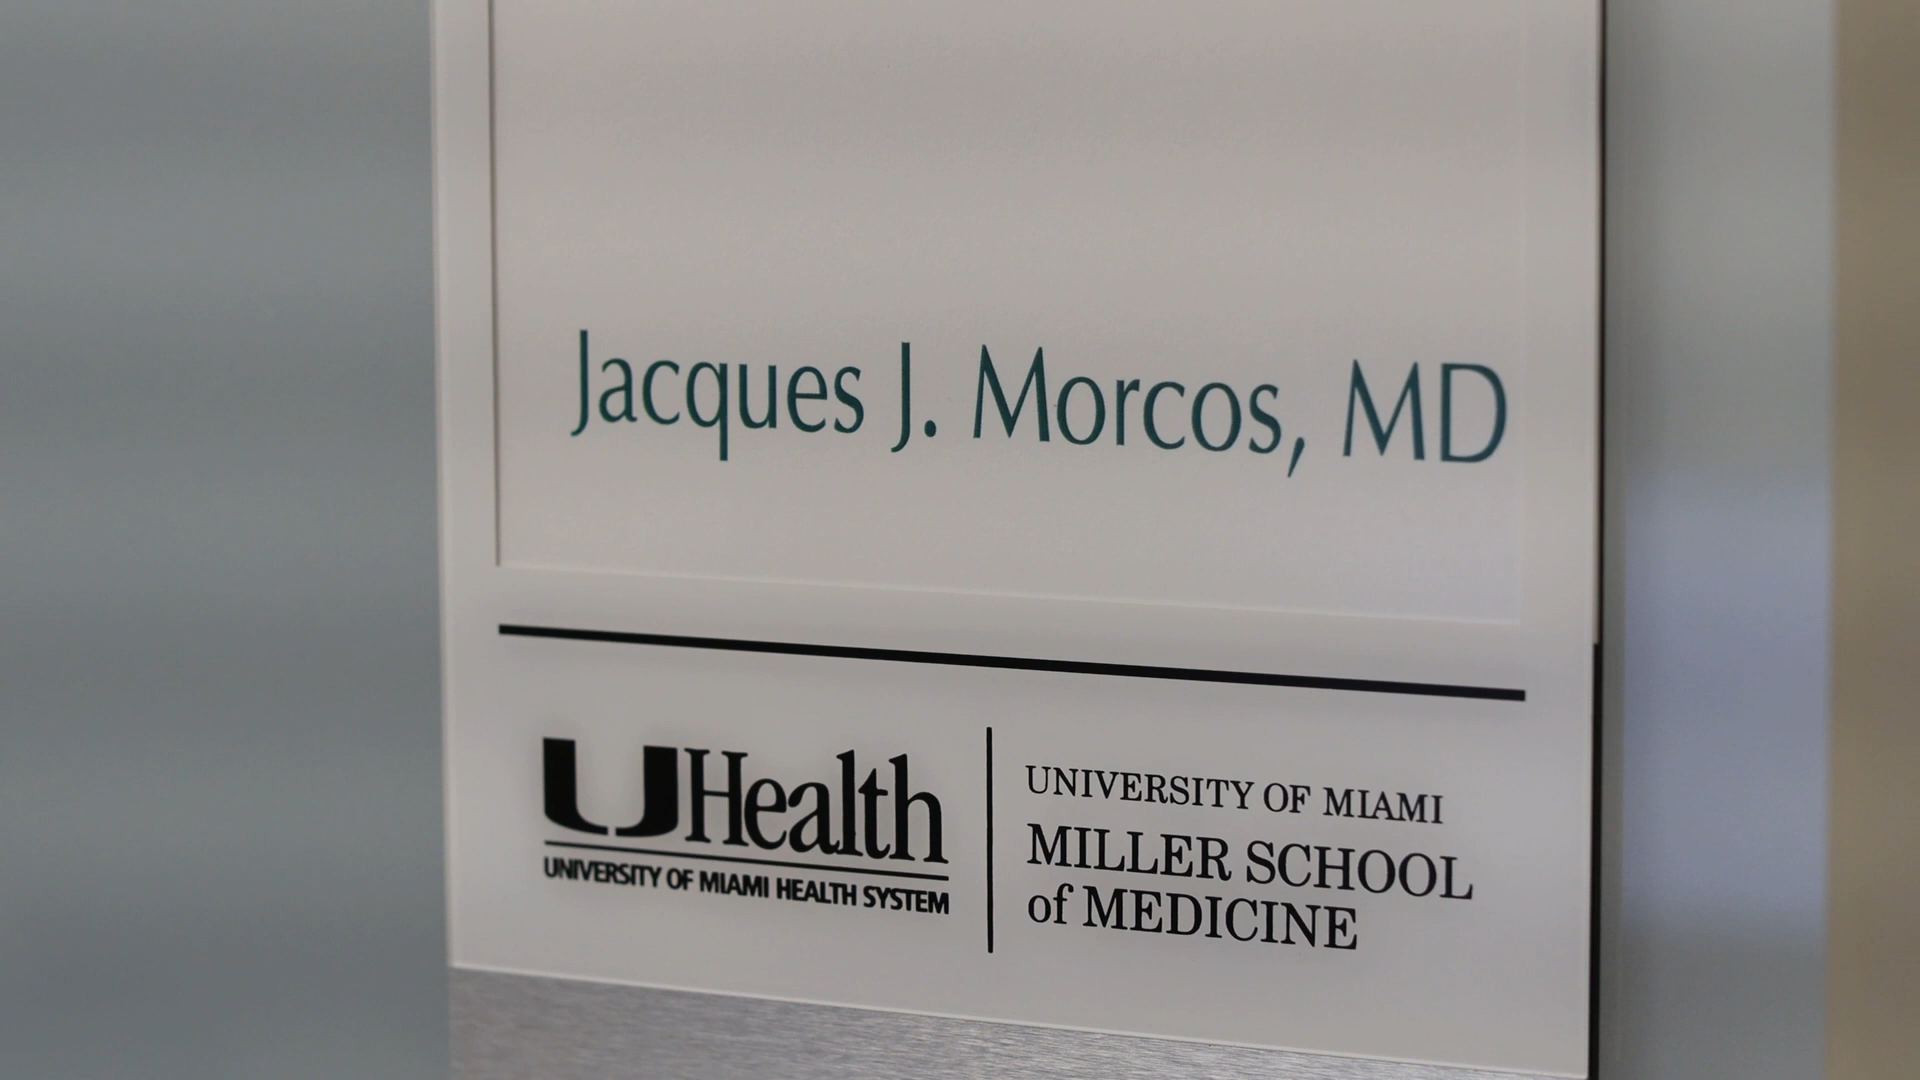 Jacques J. Morcos, MD
UHealth
UNIVERSITY OF MIAMI HEALTH SYSTEM
UNIVERSITY OF MIAMI
MILLER SCHOOL
of MEDICINE